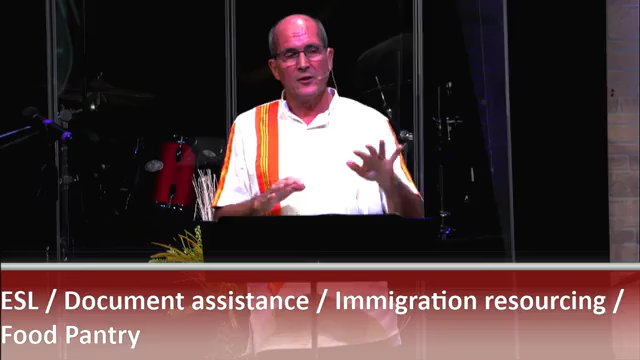 ESL / Document assistance / Immigration resourcing /
Food Pantry